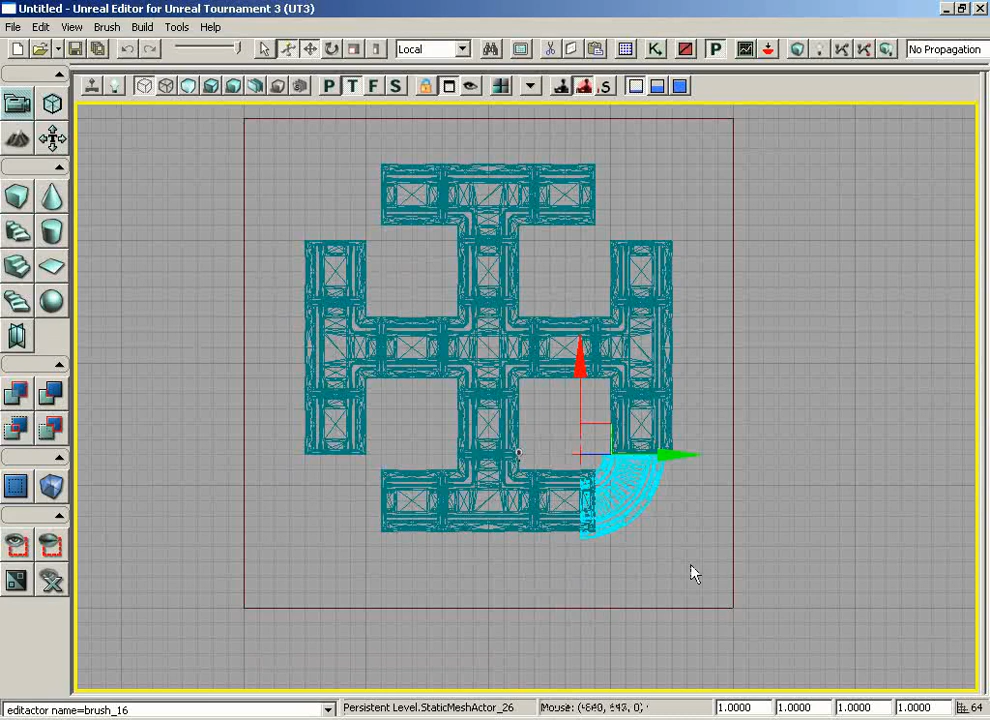 Untitled - Unreal Editor for Unreal Tournament 3 (UT3)
File Edit View Brush Build Tools Help
Local
K
P
No Propagation
P T F S
S
editactor name=brush_16
Persistent Level.StaticMeshActor_26
1.0000 1.0000 1.0000 1.0000
64